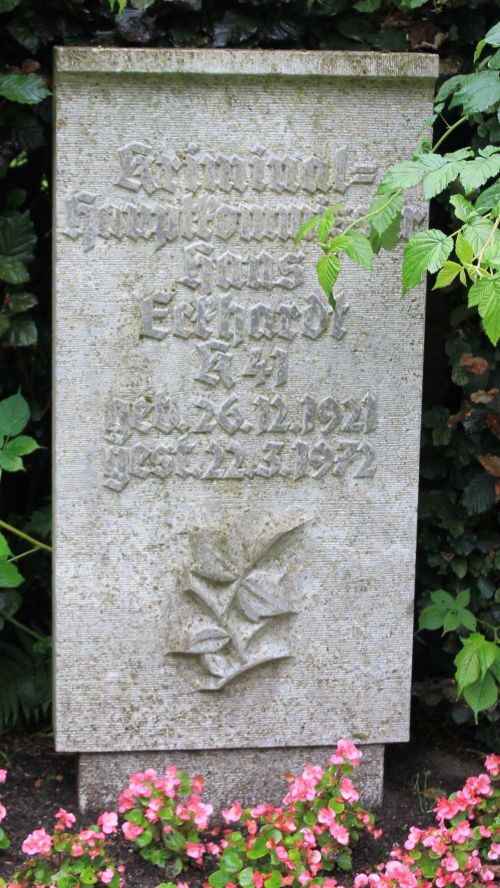 Kriminal=
Hauptkommissar
Hans
Eckhardt
K 41
geb. 26.12.1921
gest. 22.3.1972